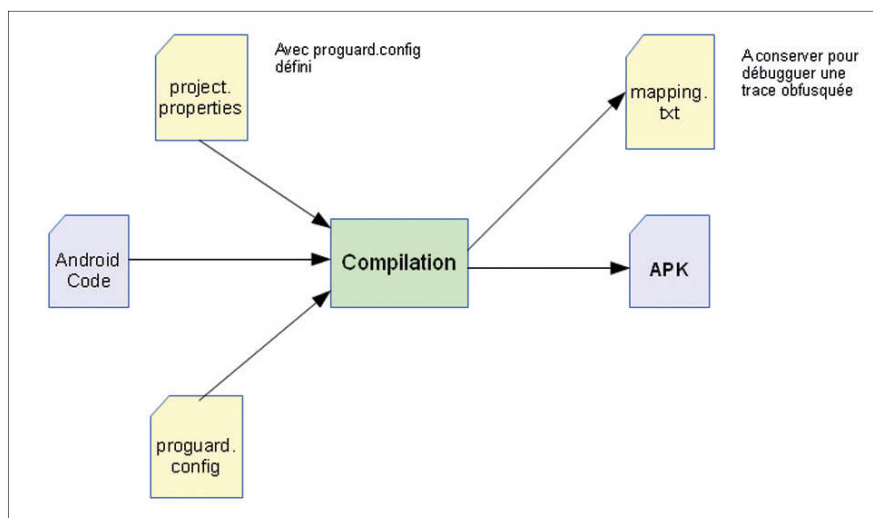 project.
properties
Avec proguard.config
défini
mapping.
txt
A conserver pour
débugguer une
trace obfusquée
Android
Code
Compilation
APK
proguard.
config